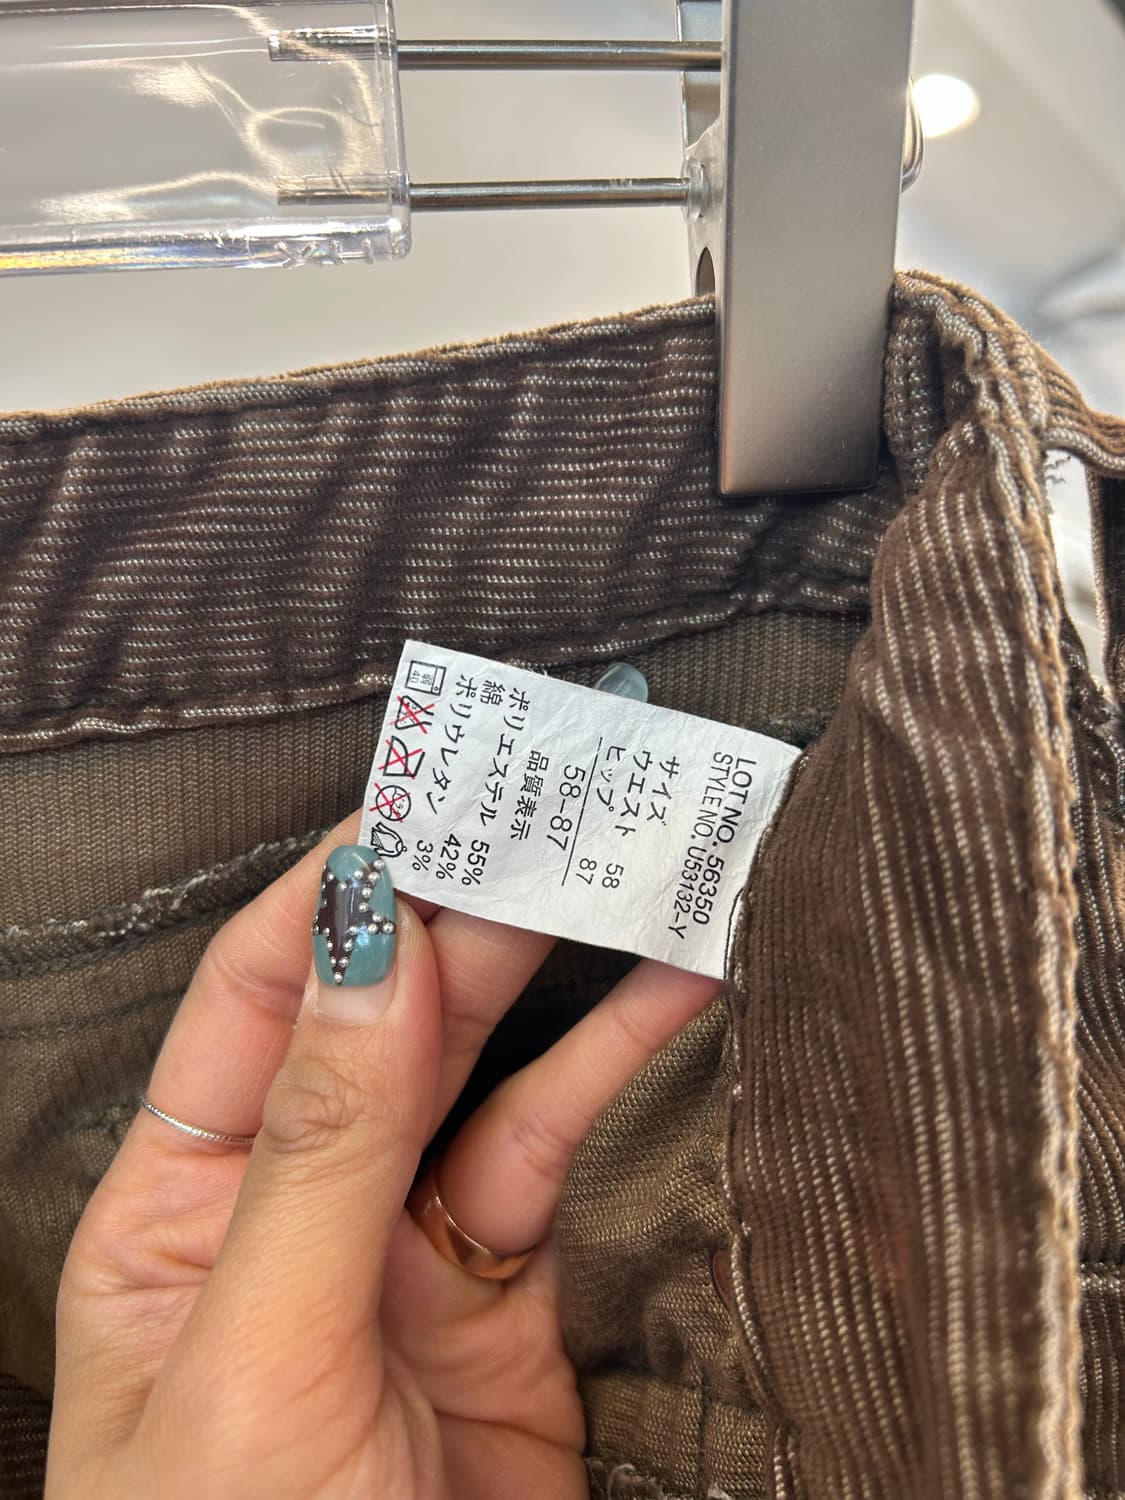 LOT NO. 56350
STYLE NO. U53132-Y
サイズ
ウエスト 58
ヒップ 87
58-87
品質表示
ポリエステル 55%
綿 42%
ポリウレタン 3%
40